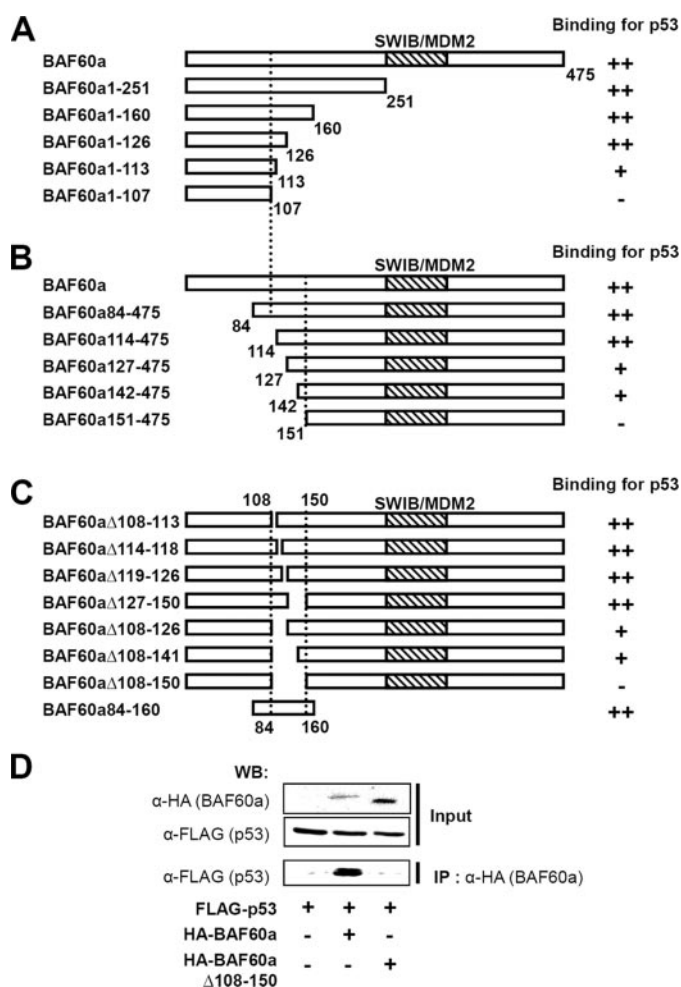 A
Binding for p53
SWIB/MDM2
BAF60a ++
475
BAF60a1-251 ++
251
BAF60a1-160 ++
160
BAF60a1-126 ++
126
BAF60a1-113 +
113
BAF60a1-107 -
107
B
Binding for p53
SWIB/MDM2
BAF60a ++
BAF60a84-475 ++
84
BAF60a114-475 ++
114
BAF60a127-475 +
127
BAF60a142-475 +
142
BAF60a151-475 -
151
C
Binding for p53
108 150 SWIB/MDM2
BAF60aΔ108-113 ++
BAF60aΔ114-118 ++
BAF60aΔ119-126 ++
BAF60aΔ127-150 ++
BAF60aΔ108-126 +
BAF60aΔ108-141 +
BAF60aΔ108-150 -
BAF60a84-160 ++
84 160
D
WB:
α-HA (BAF60a)
Input
α-FLAG (p53)
α-FLAG (p53) IP : α-HA (BAF60a)
FLAG-p53 + + +
HA-BAF60a - + -
HA-BAF60a - - +
Δ108-150